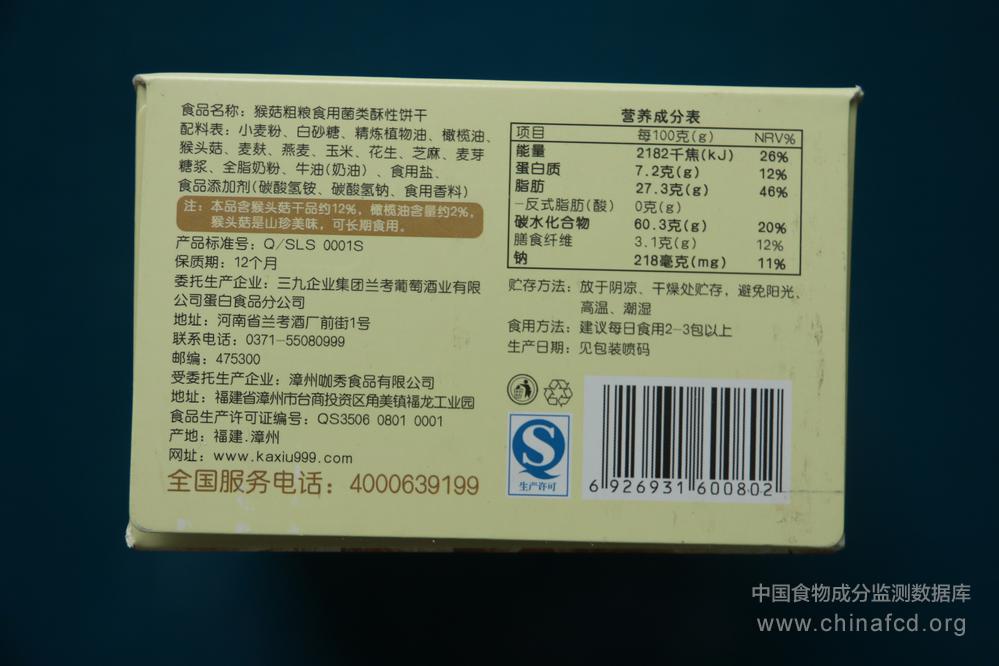 食品名称：猴菇粗粮食用菌类酥性饼干
配料表：小麦粉、白砂糖、精炼植物油、橄榄油、
猴头菇、麦麸、燕麦、玉米、花生、芝麻、麦芽
糖浆、全脂奶粉、牛油(奶油)、食用盐、
食品添加剂(碳酸氢铵、碳酸氢钠、食用香料)
注：本品含猴头菇干品约12%，橄榄油含量约2%，
猴头菇是山珍美味，可长期食用。
产品标准号：Q/SLS 0001S
保质期：12个月
委托生产企业：三九企业集团兰考葡萄酒业有限
公司蛋白食品分公司
地址：河南省兰考酒厂前街1号
联系电话：0371-55080999
邮编：475300
受委托生产企业：漳州咖秀食品有限公司
地址：福建省漳州市台商投资区角美镇福龙工业园
食品生产许可证编号：QS3506 0801 0001
产地：福建.漳州
网址：www.kaxiu999.com
全国服务电话：4000639199
营养成分表
项目 每100克(g) NRV%
能量 2182千焦(kJ) 26%
蛋白质 7.2克(g) 12%
脂肪 27.3克(g) 46%
-反式脂肪(酸) 0克(g)
碳水化合物 60.3克(g) 20%
膳食纤维 3.1克(g) 12%
钠 218毫克(mg) 11%
贮存方法：放于阴凉、干燥处贮存，避免阳光、
高温、潮湿
食用方法：建议每日食用2-3包以上
生产日期：见包装喷码
生产许可
6 926931 600802
中国食物成分监测数据库
www.chinafcd.org